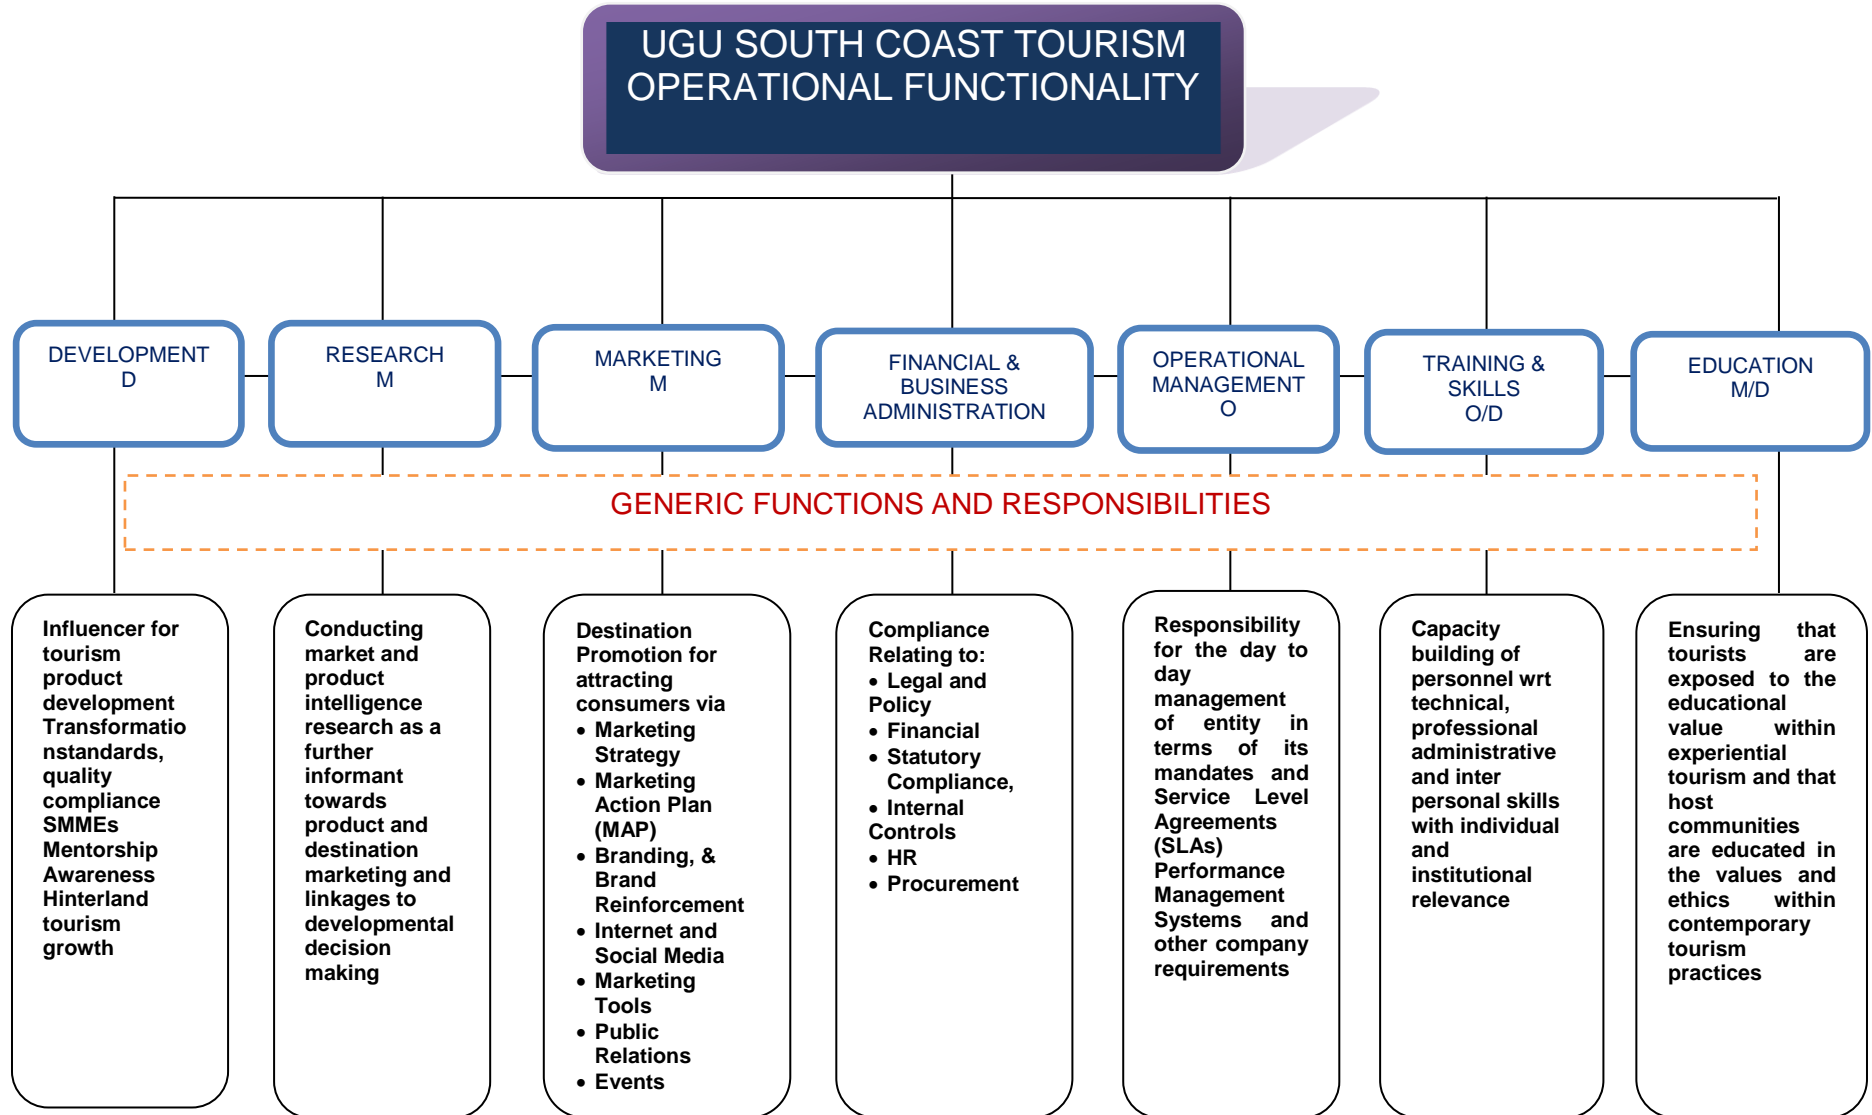 UGU SOUTH COAST TOURISM
OPERATIONAL FUNCTIONALITY
DEVELOPMENT
D
RESEARCH
M
MARKETING
M
FINANCIAL &
BUSINESS
ADMINISTRATION
OPERATIONAL
MANAGEMENT
O
TRAINING &
SKILLS
O/D
EDUCATION
M/D
GENERIC FUNCTIONS AND RESPONSIBILITIES
Influencer for
tourism
product
development
Transformatio
nstandards,
quality
compliance
SMMEs
Mentorship
Awareness
Hinterland
tourism
growth
Conducting
market and
product
intelligence
research as a
further
informant
towards
product and
destination
marketing and
linkages to
developmental
decision
making
Destination
Promotion for
attracting
consumers via
• Marketing
Strategy
• Marketing
Action Plan
(MAP)
• Branding, &
Brand
Reinforcement
• Internet and
Social Media
• Marketing
Tools
• Public
Relations
• Events
Compliance
Relating to:
• Legal and
Policy
• Financial
• Statutory
Compliance,
• Internal
Controls
• HR
• Procurement
Responsibility
for the day to
day
management
of entity in
terms of its
mandates and
Service Level
Agreements
(SLAs)
Performance
Management
Systems and
other company
requirements
Capacity
building of
personnel wrt
technical,
professional
administrative
and inter
personal skills
with individual
and
institutional
relevance
Ensuring that
tourists are
exposed to the
educational
value within
experiential
tourism and that
host
communities
are educated in
the values and
ethics within
contemporary
tourism
practices